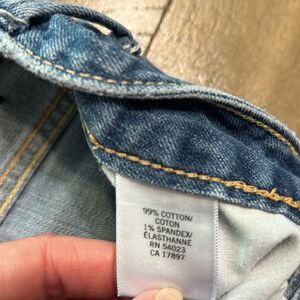 99% COTTON/
COTON
1% SPANDEX/
ÉLASTHANNE
RN 54023
CA 17897